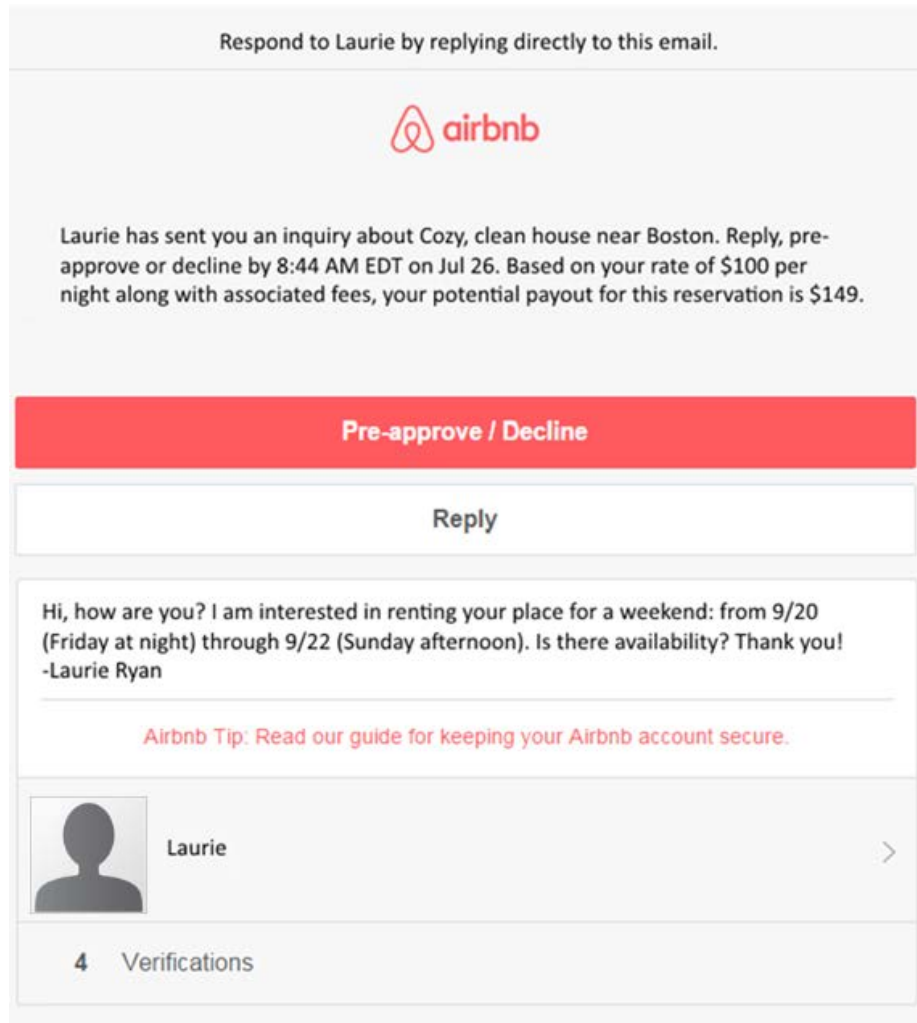 Respond to Laurie by replying directly to this email.
airbnb
Laurie has sent you an inquiry about Cozy, clean house near Boston. Reply, pre-
approve or decline by 8:44 AM EDT on Jul 26. Based on your rate of $100 per
night along with associated fees, your potential payout for this reservation is $149.
Pre-approve / Decline
Reply
Hi, how are you? I am interested in renting your place for a weekend: from 9/20
(Friday at night) through 9/22 (Sunday afternoon). Is there availability? Thank you!
-Laurie Ryan
Airbnb Tip: Read our guide for keeping your Airbnb account secure.
Laurie
4 Verifications